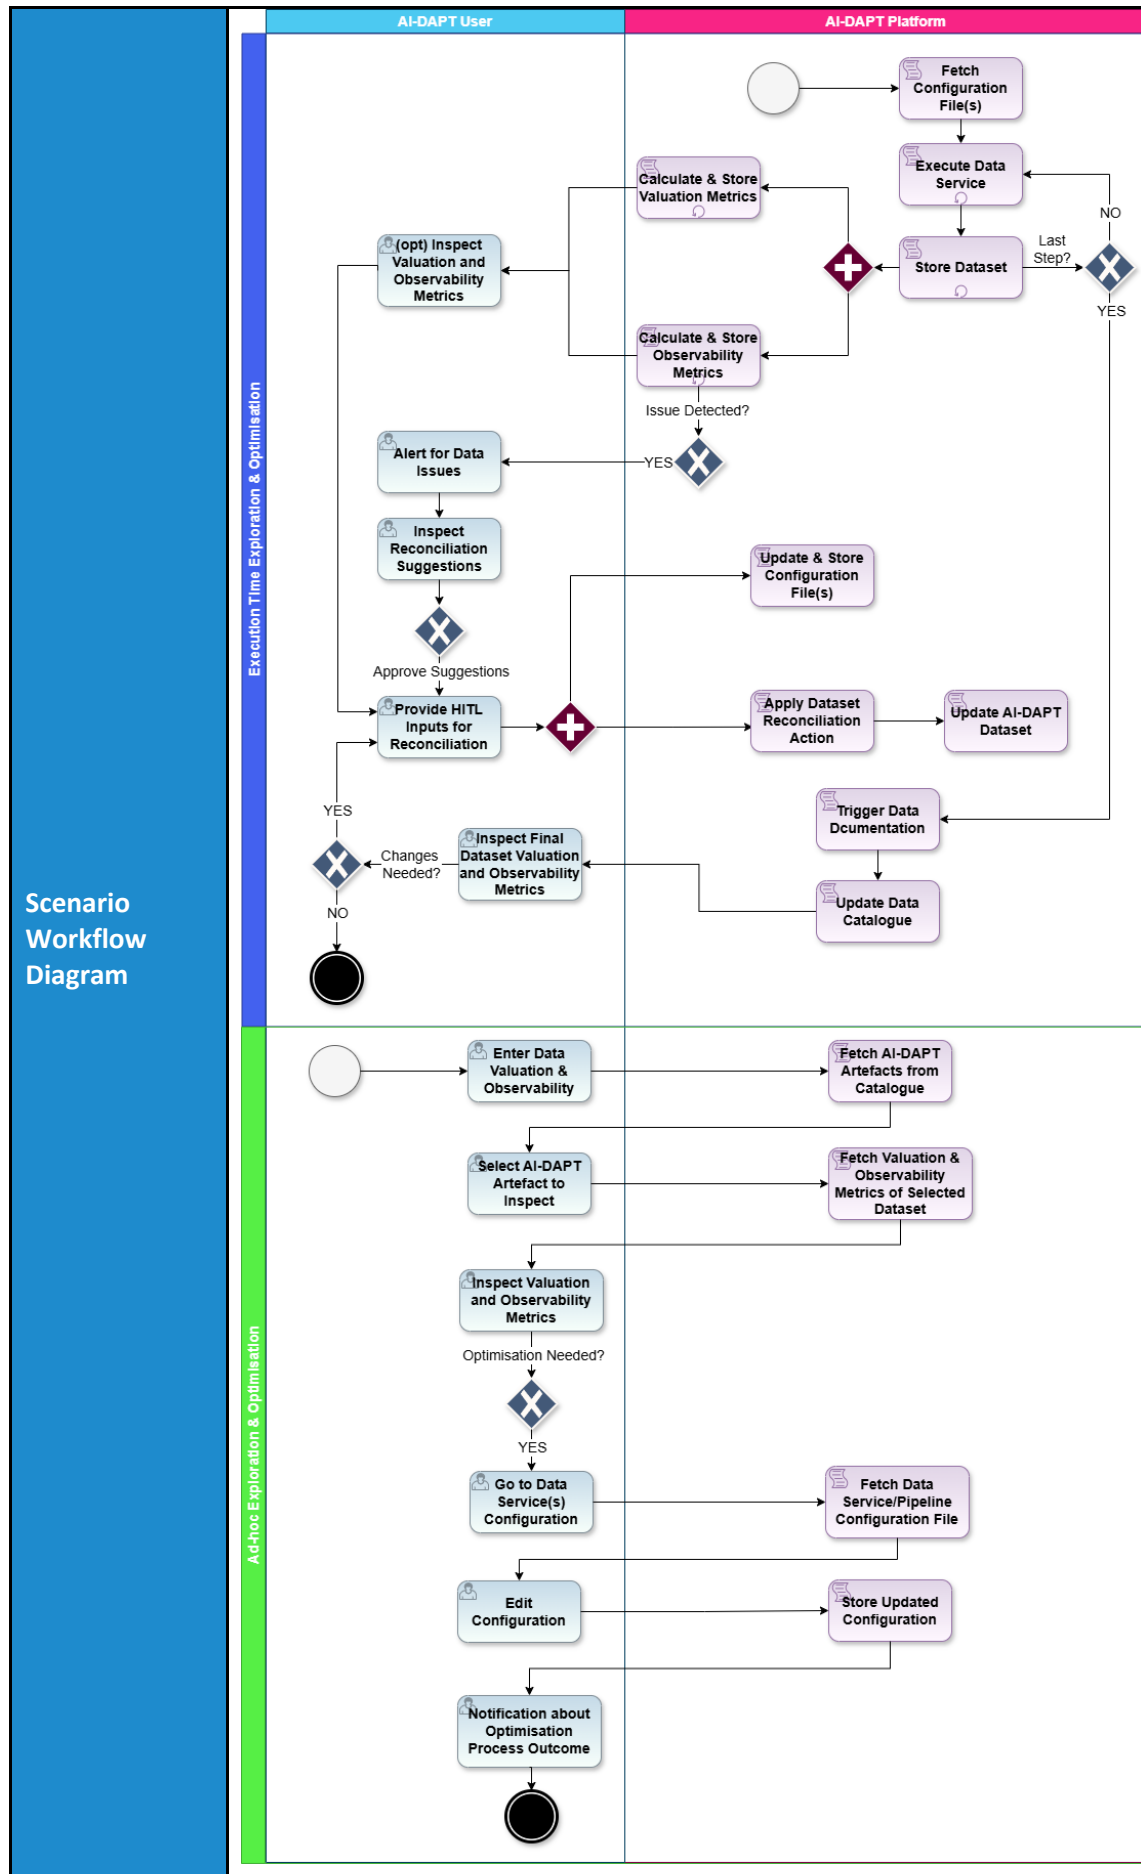 AI-DAPT User
AI-DAPT Platform
Scenario
Workflow
Diagram
Execution Time Exploration & Optimisation
Fetch
Configuration
File(s)
Execute Data
Service
NO
Store Dataset
Last
Step?
YES
Calculate & Store
Valuation Metrics
(opt) Inspect
Valuation and
Observability
Metrics
Calculate & Store
Observability
Metrics
Issue Detected?
YES
Alert for Data
Issues
Inspect
Reconciliation
Suggestions
Approve Suggestions
Provide HITL
Inputs for
Reconciliation
Update & Store
Configuration
File(s)
Apply Dataset
Reconciliation
Action
Update AI-DAPT
Dataset
Trigger Data
Dcumentation
Update Data
Catalogue
Inspect Final
Dataset Valuation
and Observability
Metrics
Changes
Needed?
YES
NO
Ad-hoc Exploration & Optimisation
Enter Data
Valuation &
Observability
Fetch AI-DAPT
Artefacts from
Catalogue
Select AI-DAPT
Artefact to
Inspect
Fetch Valuation &
Observability
Metrics of Selected
Dataset
Inspect Valuation
and Observability
Metrics
Optimisation Needed?
YES
Go to Data
Service(s)
Configuration
Fetch Data
Service/Pipeline
Configuration File
Edit
Configuration
Store Updated
Configuration
Notification about
Optimisation
Process Outcome